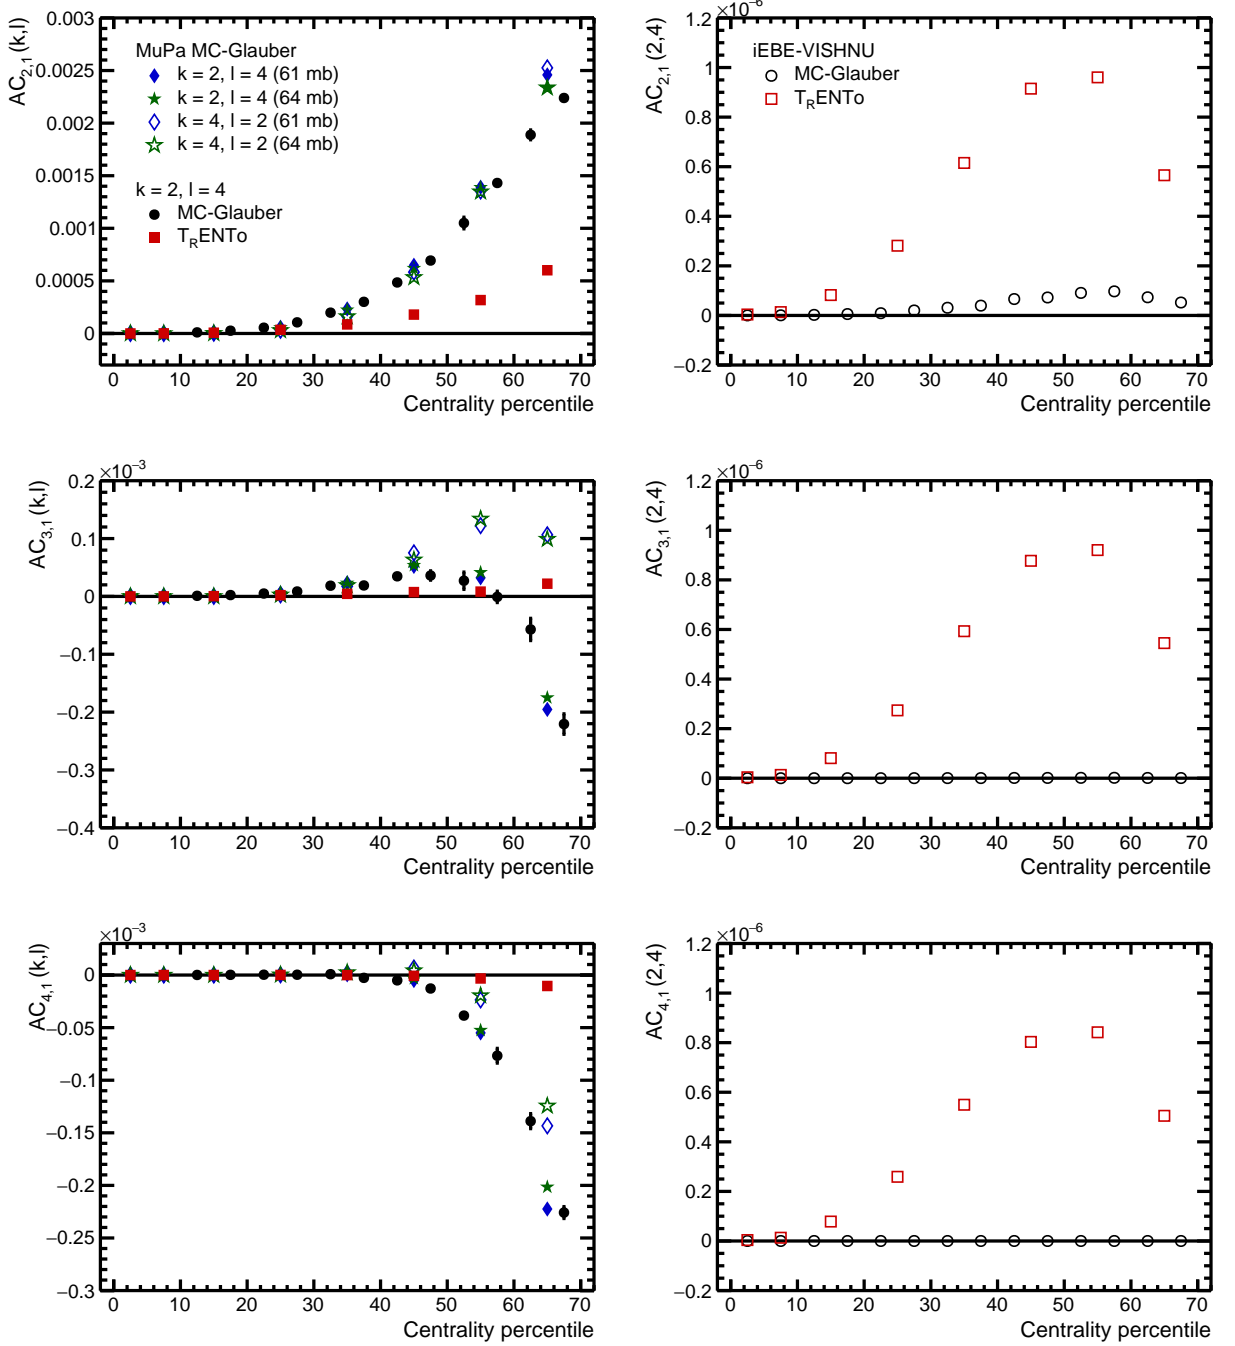 AC2,1(k,l)
0.003
0.0025
0.002
0.0015
0.001
0.0005
0
MuPa MC-Glauber
k = 2, l = 4 (61 mb)
k = 2, l = 4 (64 mb)
k = 4, l = 2 (61 mb)
k = 4, l = 2 (64 mb)
k = 2, l = 4
MC-Glauber
TRENTo
0 10 20 30 40 50 60 70
Centrality percentile
AC2,1(2,4)
×10−6
1.2
1
0.8
0.6
0.4
0.2
0
−0.2
iEBE-VISHNU
MC-Glauber
TRENTo
0 10 20 30 40 50 60 70
Centrality percentile
AC3,1(k,l)
×10−3
0.2
0.1
0
−0.1
−0.2
−0.3
−0.4
0 10 20 30 40 50 60 70
Centrality percentile
AC3,1(2,4)
×10−6
1.2
1
0.8
0.6
0.4
0.2
0
−0.2
0 10 20 30 40 50 60 70
Centrality percentile
AC4,1(k,l)
×10−3
0
−0.05
−0.1
−0.15
−0.2
−0.25
−0.3
0 10 20 30 40 50 60 70
Centrality percentile
AC4,1(2,4)
×10−6
1.2
1
0.8
0.6
0.4
0.2
0
−0.2
0 10 20 30 40 50 60 70
Centrality percentile